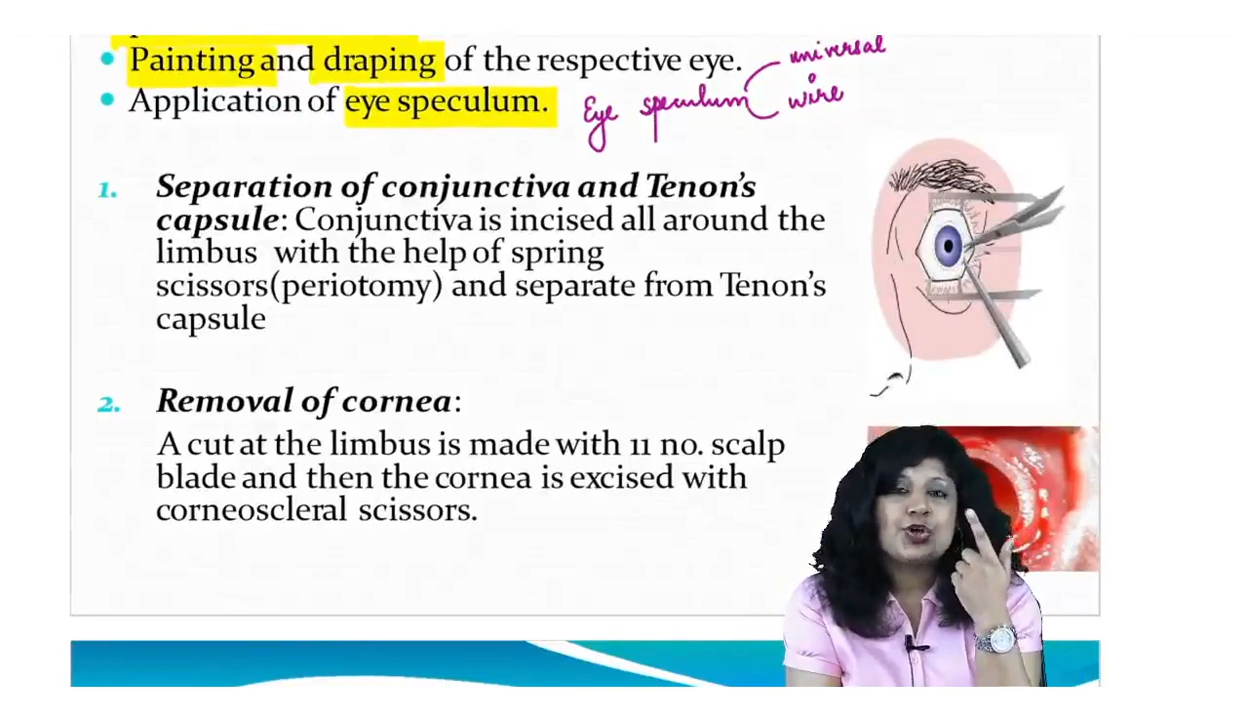 • Painting and draping of the respective eye.
• Application of eye speculum.
Eye speculum
universal
wire
1. Separation of conjunctiva and Tenon's
capsule: Conjunctiva is incised all around the
limbus with the help of spring
scissors(periotomy) and separate from Tenon's
capsule
2. Removal of cornea:
A cut at the limbus is made with 11 no. scalp
blade and then the cornea is excised with
corneoscleral scissors.